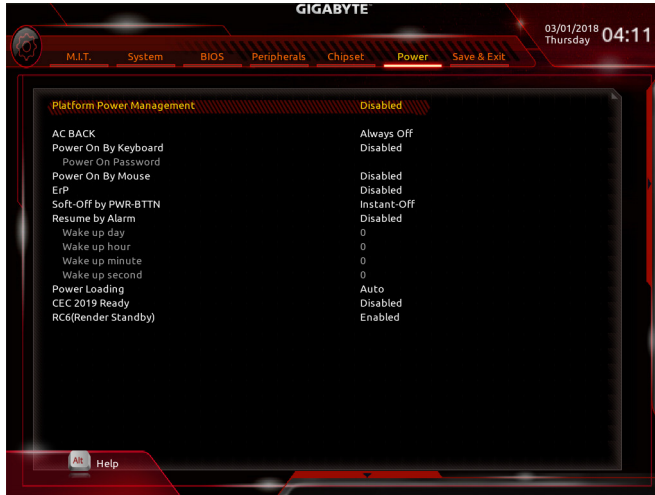 GIGABYTE™
03/01/2018 Thursday 04:11
M.I.T. System BIOS Peripherals Chipset Power Save & Exit
Platform Power Management Disabled
AC BACK Always Off
Power On By Keyboard Disabled
Power On Password
Power On By Mouse Disabled
ErP Disabled
Soft-Off by PWR-BTTN Instant-Off
Resume by Alarm Disabled
Wake up day 0
Wake up hour 0
Wake up minute 0
Wake up second 0
Power Loading Auto
CEC 2019 Ready Disabled
RC6(Render Standby) Enabled
Alt Help